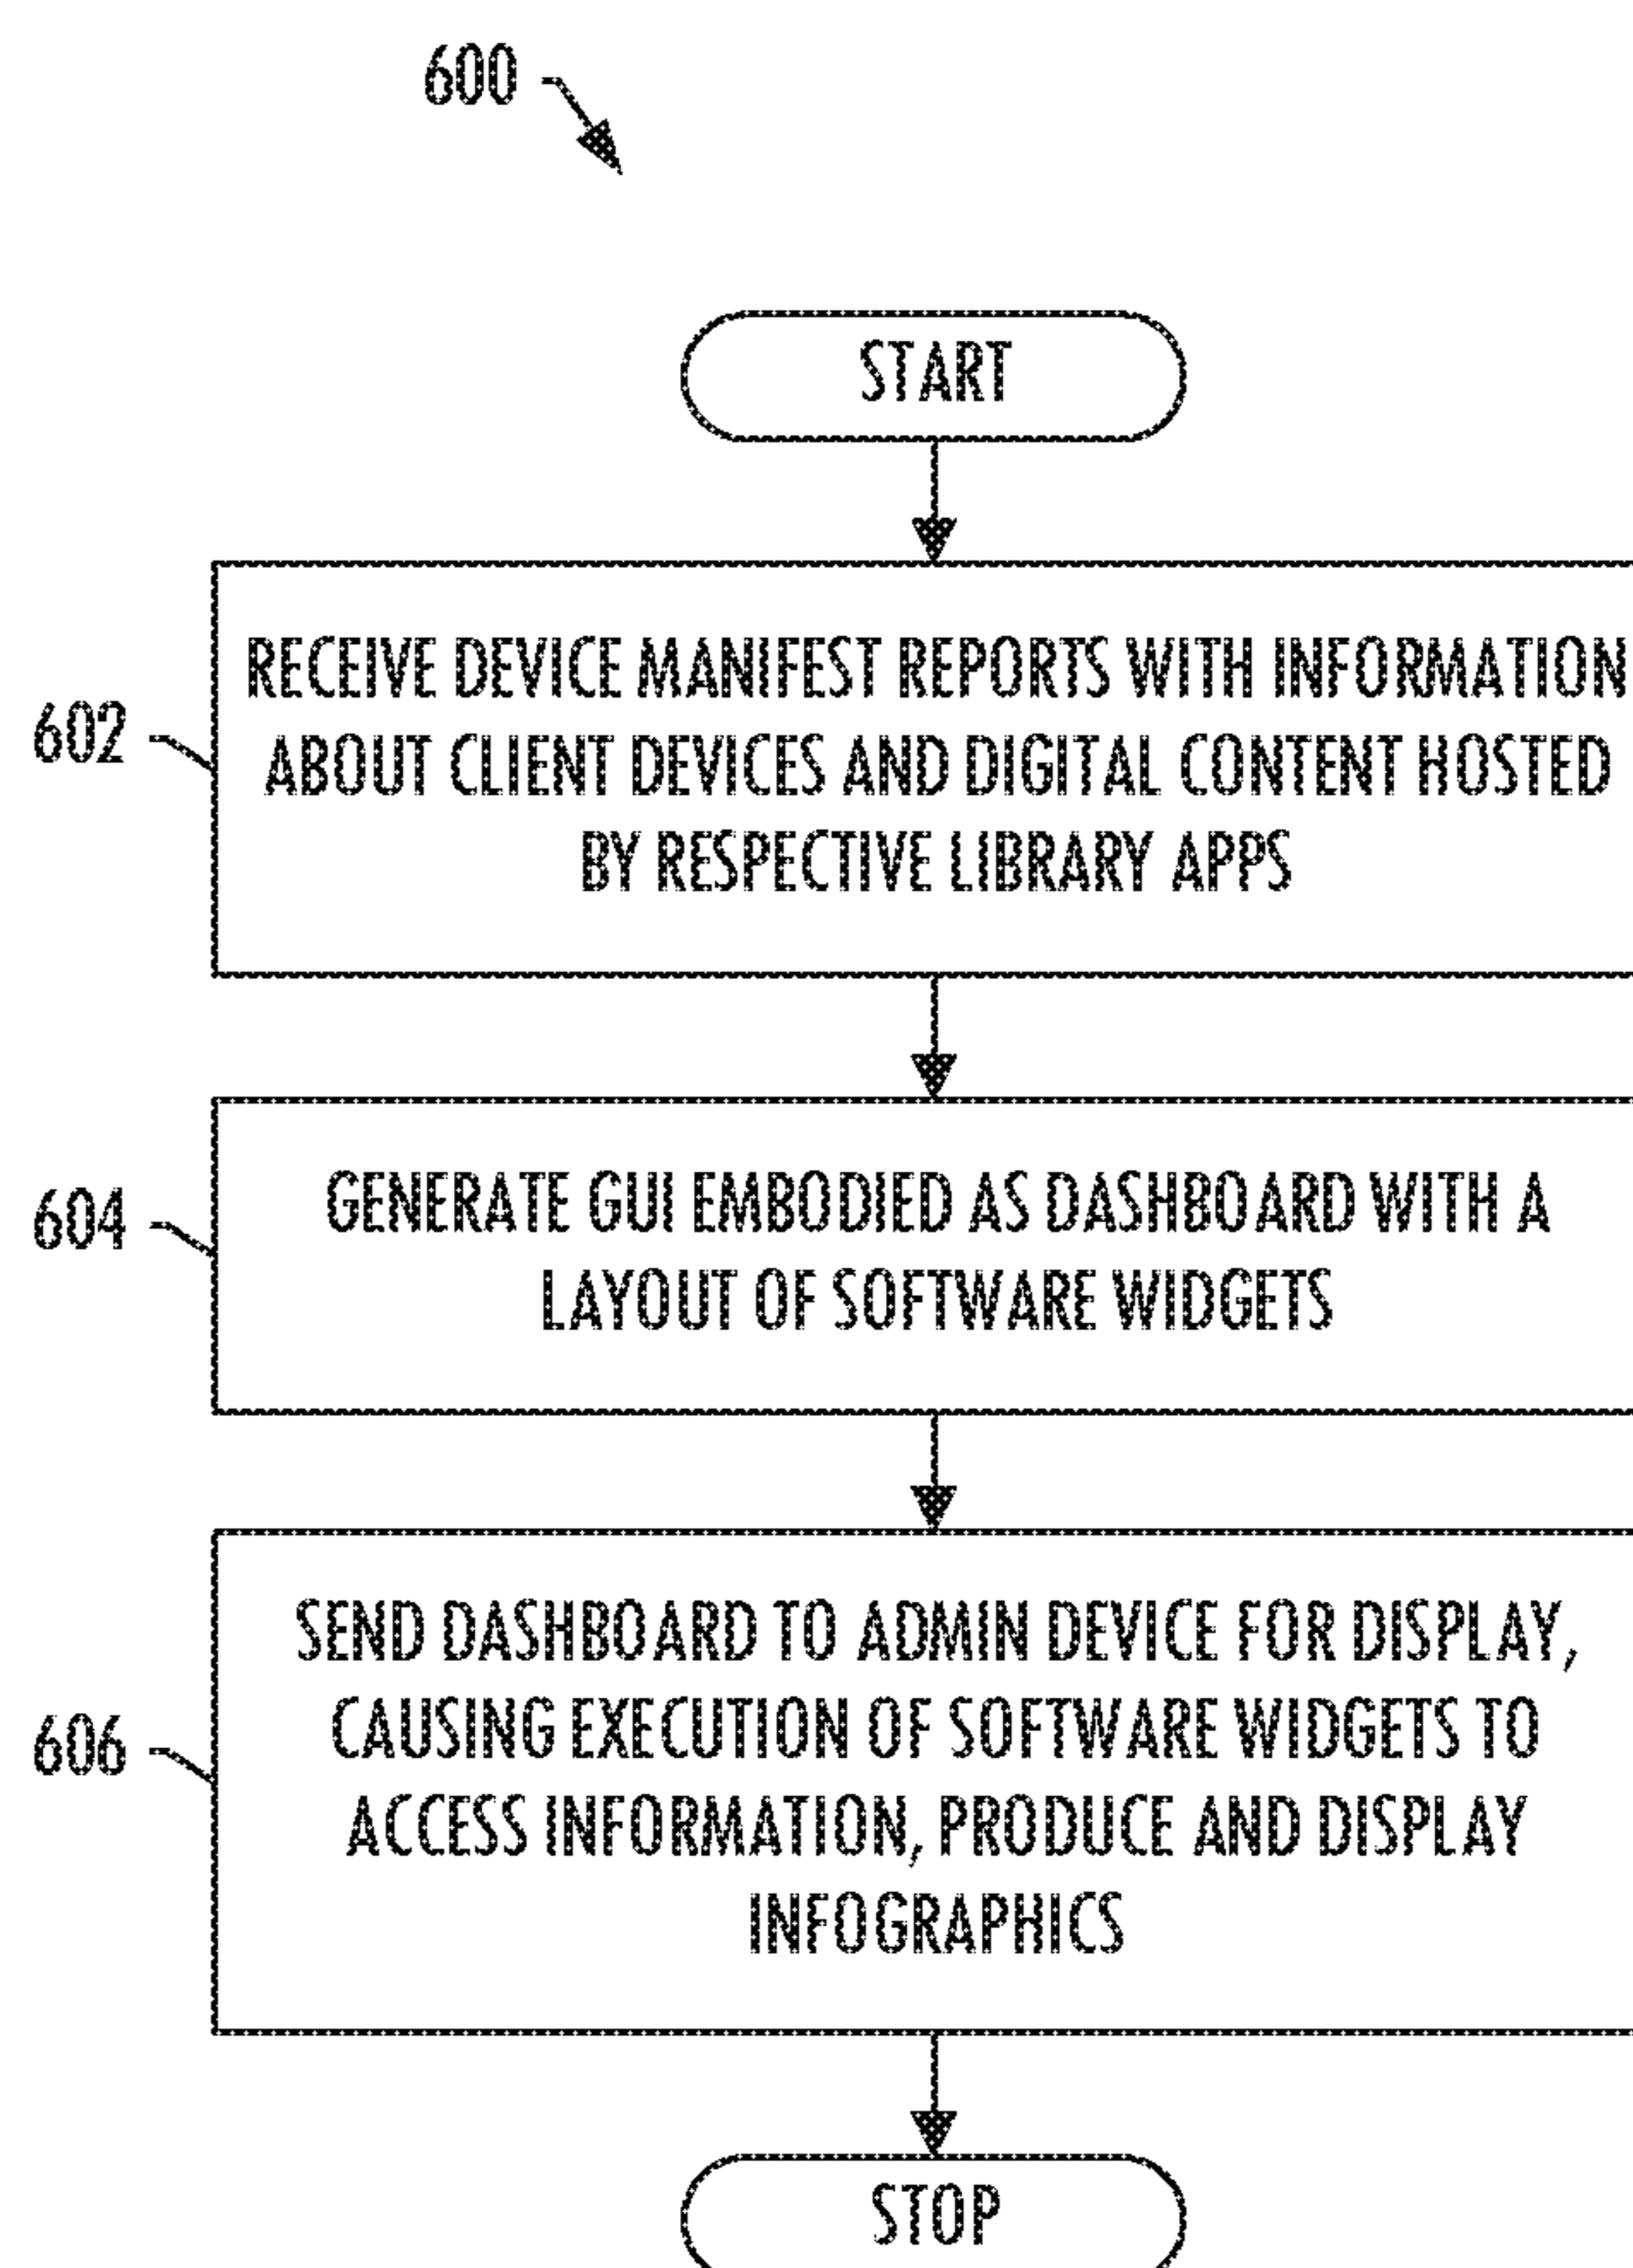 600
START
602
RECEIVE DEVICE MANIFEST REPORTS WITH INFORMATION
ABOUT CLIENT DEVICES AND DIGITAL CONTENT HOSTED
BY RESPECTIVE LIBRARY APPS
604
GENERATE GUI EMBODIED AS DASHBOARD WITH A
LAYOUT OF SOFTWARE WIDGETS
606
SEND DASHBOARD TO ADMIN DEVICE FOR DISPLAY,
CAUSING EXECUTION OF SOFTWARE WIDGETS TO
ACCESS INFORMATION, PRODUCE AND DISPLAY
INFOGRAPHICS
STOP